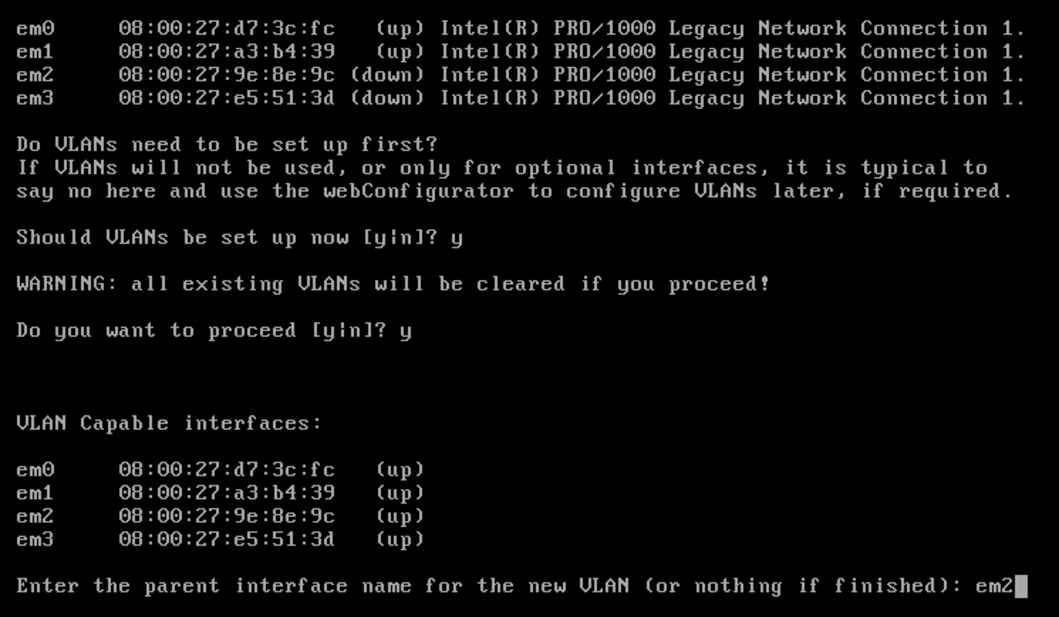 em0 08:00:27:d7:3c:fc (up) Intel(R) PRO/1000 Legacy Network Connection 1.
em1 08:00:27:a3:b4:39 (up) Intel(R) PRO/1000 Legacy Network Connection 1.
em2 08:00:27:9e:8e:9c (down) Intel(R) PRO/1000 Legacy Network Connection 1.
em3 08:00:27:e5:51:3d (down) Intel(R) PRO/1000 Legacy Network Connection 1.
Do VLANs need to be set up first?
If VLANs will not be used, or only for optional interfaces, it is typical to
say no here and use the webConfigurator to configure VLANs later, if required.
Should VLANs be set up now [y|n]? y
WARNING: all existing VLANs will be cleared if you proceed!
Do you want to proceed [y|n]? y
VLAN Capable interfaces:
em0 08:00:27:d7:3c:fc (up)
em1 08:00:27:a3:b4:39 (up)
em2 08:00:27:9e:8e:9c (up)
em3 08:00:27:e5:51:3d (up)
Enter the parent interface name for the new VLAN (or nothing if finished): em2